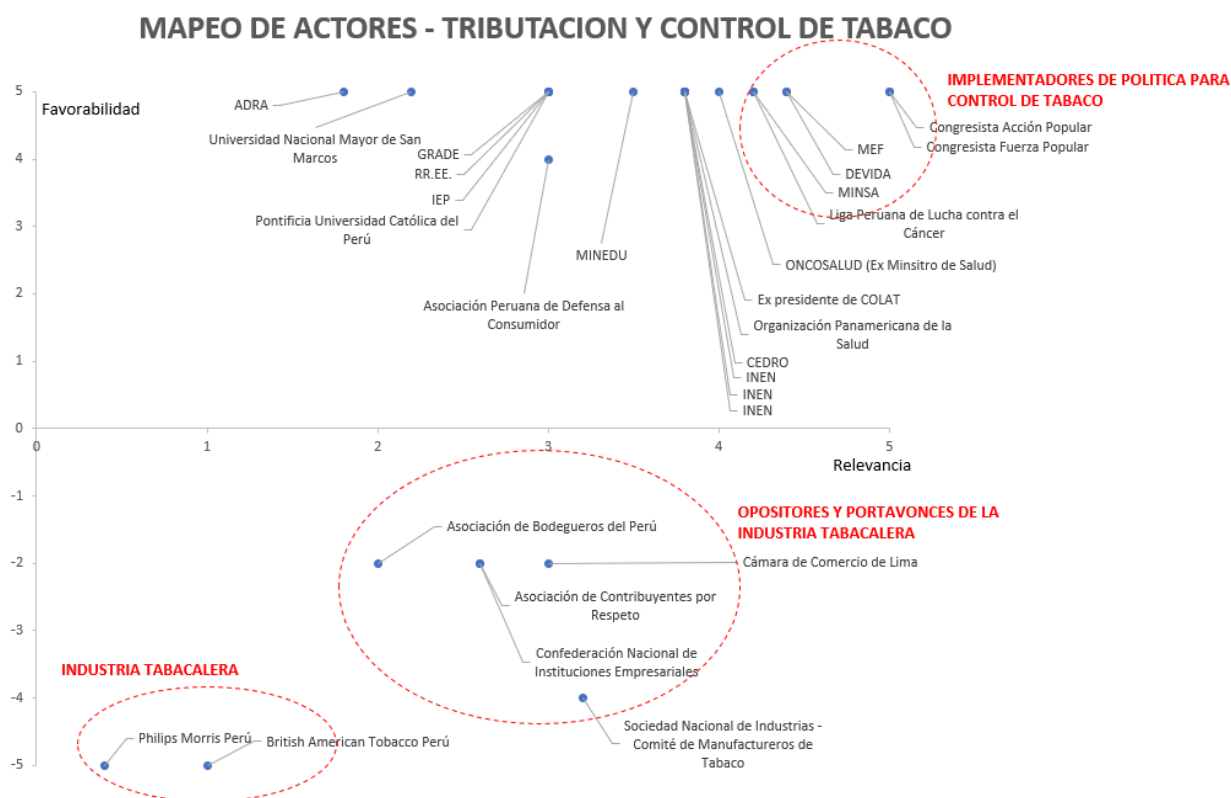 MAPEO DE ACTORES - TRIBUTACION Y CONTROL DE TABACO
IMPLEMENTADORES DE POLITICA PARA
CONTROL DE TABACO
5
Favorabilidad
ADRA
Universidad Nacional Mayor de San
Marcos
Congresista Acción Popular
Congresista Fuerza Popular
GRADE
MEF
4
RR.EE.
DEVIDA
IEP
MINSA
Pontificia Universidad Católica del
Perú
Liga Peruana de Lucha contra el
Cáncer
3
MINEDU
ONCOSALUD (Ex Minsitro de Salud)
2
Asociación Peruana de Defensa al
Consumidor
Ex presidente de COLAT
Organización Panamericana de la
Salud
1
CEDRO
INEN
INEN
INEN
0
0
1
2
3
4
5
Relevancia
-1
OPOSITORES Y PORTAVONCES DE LA
INDUSTRIA TABACALERA
Asociación de Bodegueros del Perú
-2
Cámara de Comercio de Lima
Asociación de Contribuyentes por
Respeto
-3
Confederación Nacional de
Instituciones Empresariales
INDUSTRIA TABACALERA
-4
Sociedad Nacional de Industrias -
Comité de Manufactureros de
Tabaco
Philips Morris Perú
British American Tobacco Perú
-5